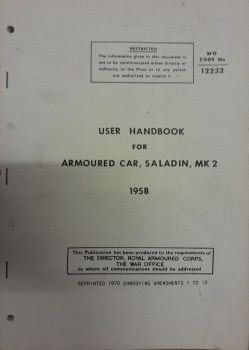 RESTRICTED
The information given in this document is
not to be communicated either directly or
indirectly to the Press or to any person
not authorized to receive it
WO
CODE No
12232
USER HANDBOOK
FOR
ARMOURED CAR, SALADIN, MK 2
1958
This Publication has been produced to the requirements of
THE DIRECTOR, ROYAL ARMOURED CORPS,
THE WAR OFFICE
to whom all communications should be addressed
REPRINTED 1970 EMBODYING AMENDMENTS 1 TO